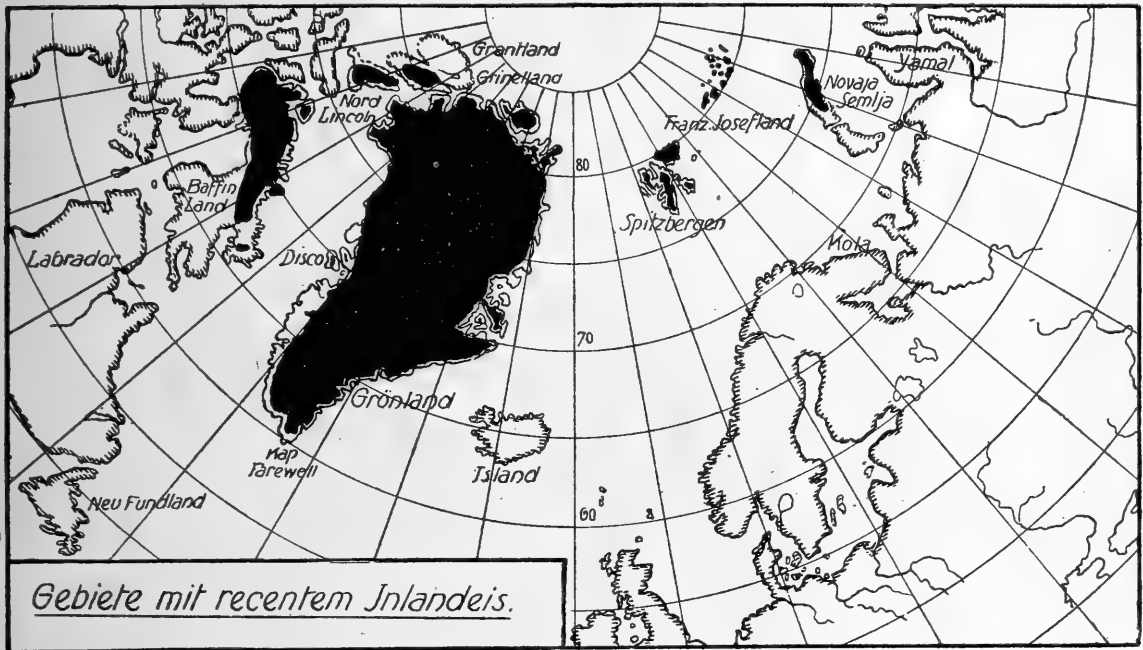 Grantland
Grinelland
Nord
Lincoln
Yamal
Novaja
Semlja
Franz. Josefland
80
Baffin
Land
Spitzbergen
Labrador
Disco
Kola
70
Grönland
Kap
Farewell
Island
Neu Fundland
60
Gebiete mit recentem Jnlandeis.